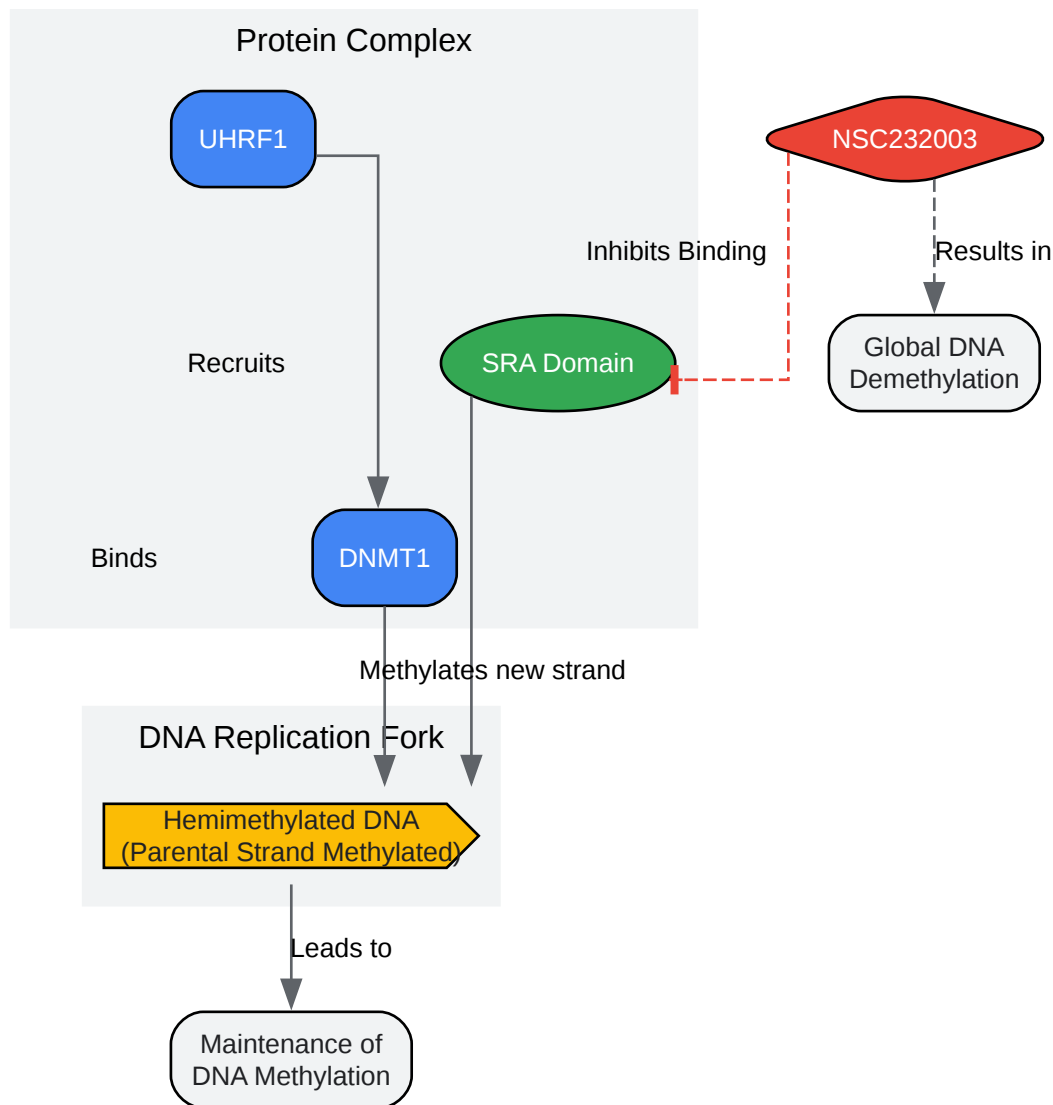 Protein Complex
UHRF1
NSC232003
Inhibits Binding
Results in
Recruits
SRA Domain
Global DNA
Demethylation
Binds
DNMT1
Methylates new strand
DNA Replication Fork
Hemimethylated DNA
(Parental Strand Methylated)
Leads to
Maintenance of
DNA Methylation